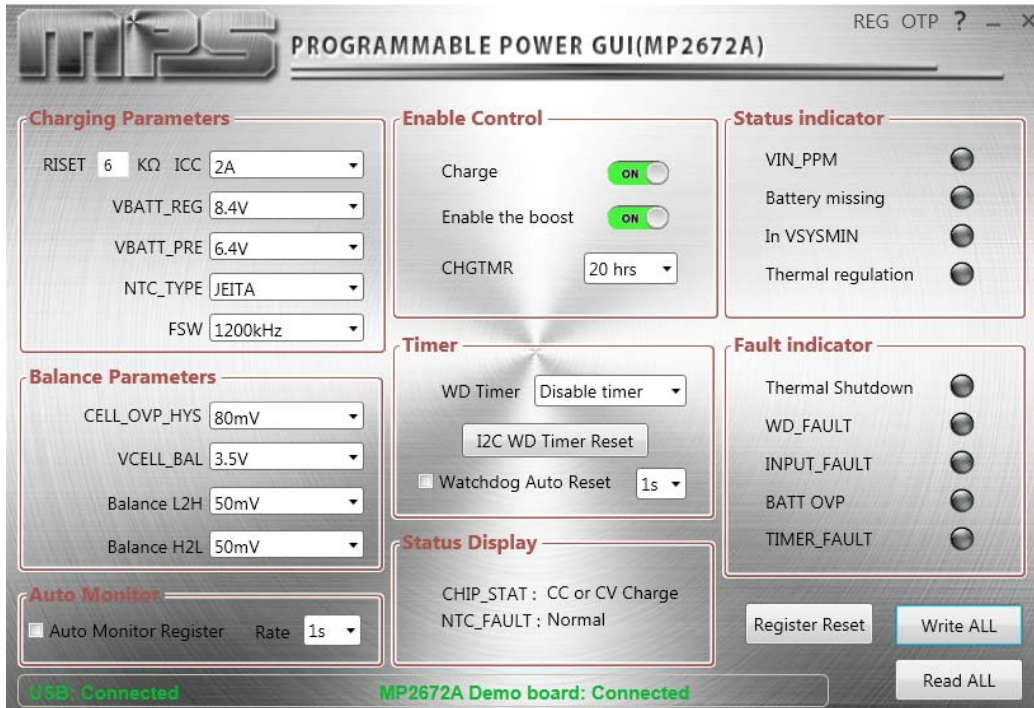 REG OTP ? _ X
mps
PROGRAMMABLE POWER GUI(MP2672A)
Charging Parameters
RISET 6 KΩ ICC 2A
VBATT_REG 8.4V
VBATT_PRE 6.4V
NTC_TYPE JEITA
FSW 1200kHz
Balance Parameters
CELL_OVP_HYS 80mV
VCELL_BAL 3.5V
Balance L2H 50mV
Balance H2L 50mV
Auto Monitor
Auto Monitor Register Rate 1s
Enable Control
Charge ON
Enable the boost ON
CHGTMR 20 hrs
Timer
WD Timer Disable timer
I2C WD Timer Reset
Watchdog Auto Reset 1s
Status Display
CHIP_STAT : CC or CV Charge
NTC_FAULT : Normal
Status indicator
VIN_PPM
Battery missing
In VSYSMIN
Thermal regulation
Fault indicator
Thermal Shutdown
WD_FAULT
INPUT_FAULT
BATT OVP
TIMER_FAULT
Register Reset
Write ALL
Read ALL
USB: Connected
MP2672A Demo board: Connected